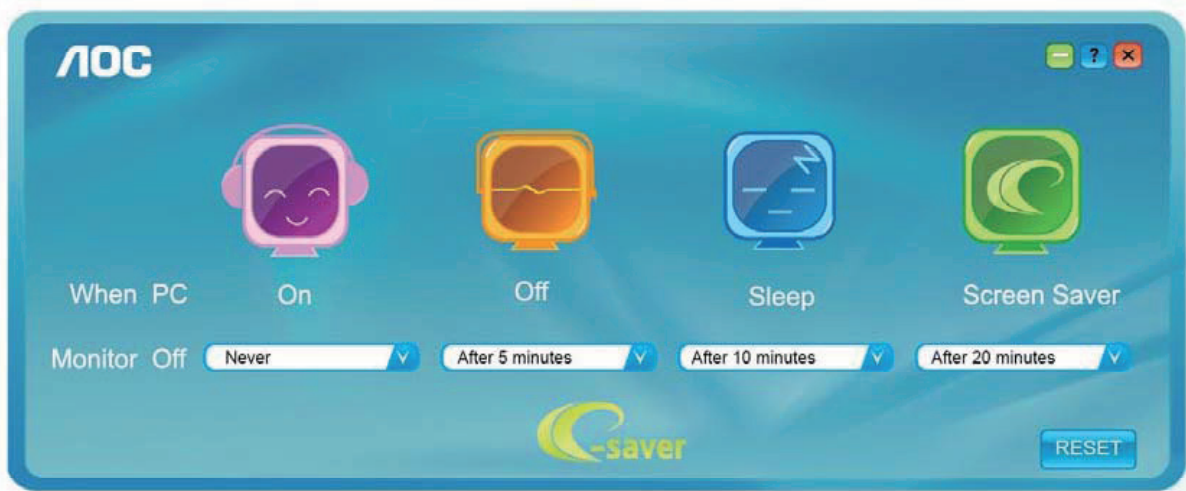 AOC
?
When PC On Off Sleep Screen Saver
Monitor Off Never After 5 minutes After 10 minutes After 20 minutes
e-saver
RESET